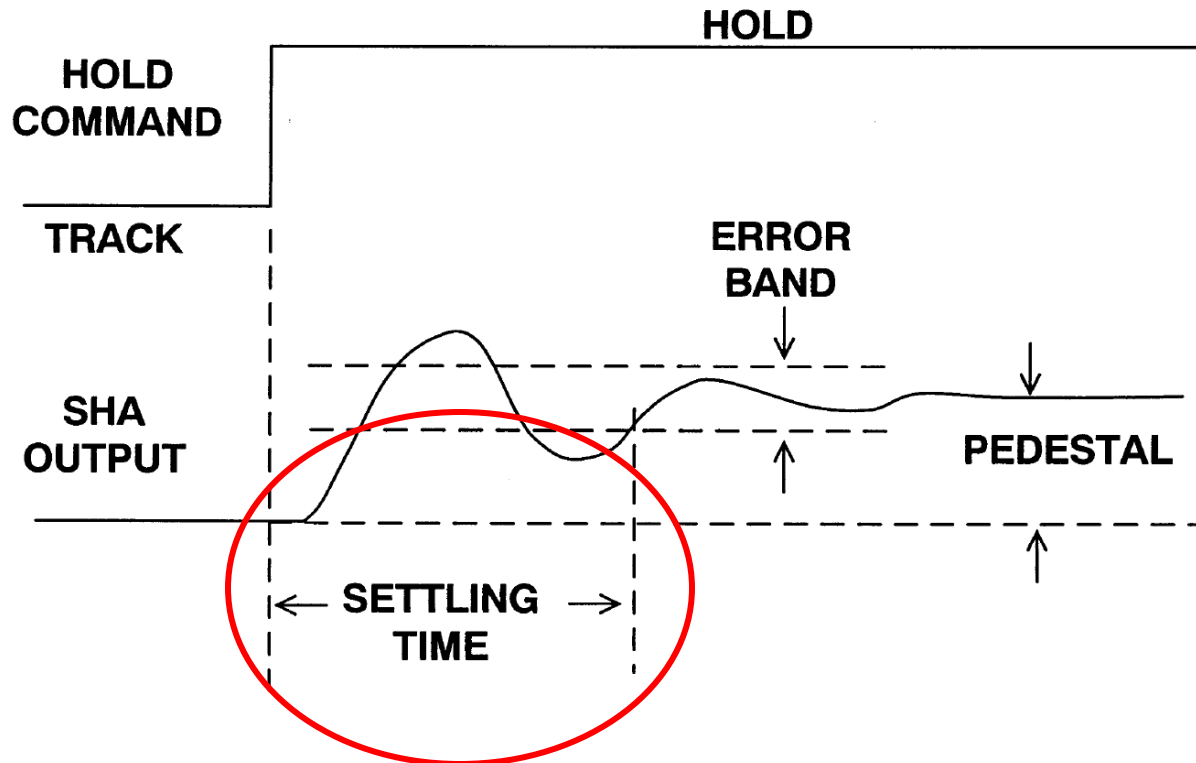 HOLD
HOLD
COMMAND
TRACK
ERROR
BAND
SHA
OUTPUT
PEDESTAL
SETTLING
TIME